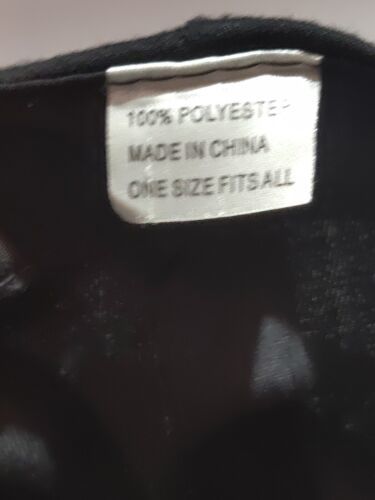 100% POLYESTER
MADE IN CHINA
ONE SIZE FITS ALL